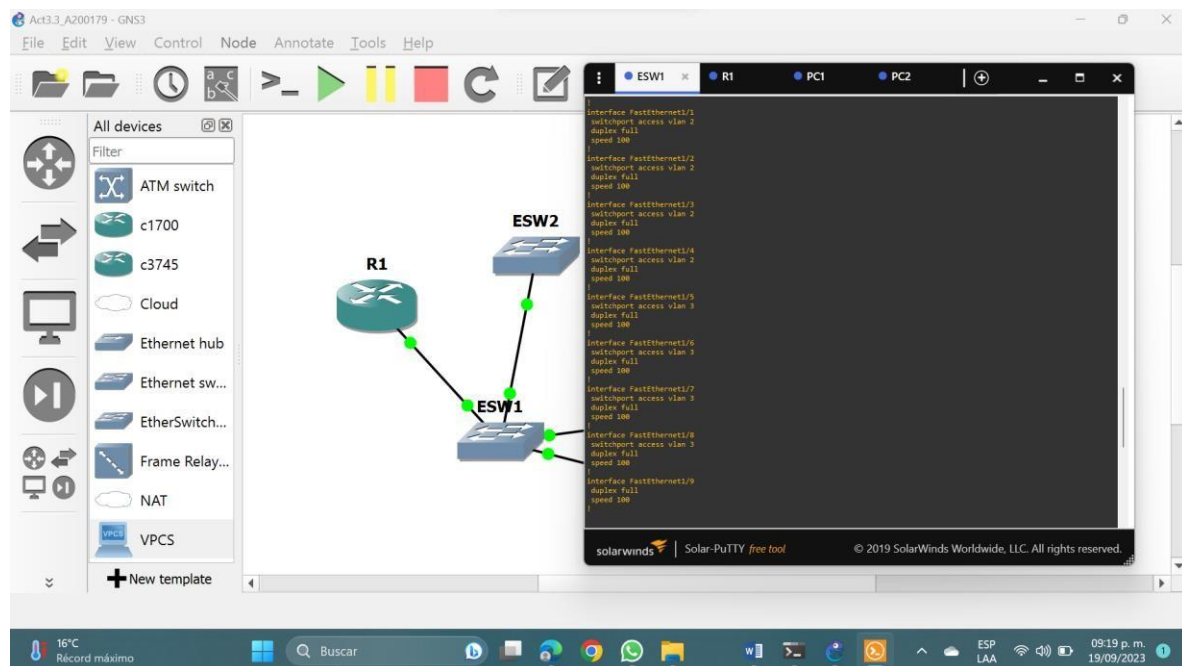 Act3.3_A200179 - GNS3
File Edit View Control Node Annotate Tools Help
All devices
Filter
ATM switch
c1700
c3745
Cloud
Ethernet hub
Ethernet sw...
EtherSwitch...
Frame Relay...
NAT
VPCS
VPCS
New template
R1
ESW2
ESW1
ESW1 R1 PC1 PC2
!
interface FastEthernet1/1
switchport access vlan 2
duplex full
speed 100
!
interface FastEthernet1/2
switchport access vlan 2
duplex full
speed 100
!
interface FastEthernet1/3
switchport access vlan 2
duplex full
speed 100
!
interface FastEthernet1/4
switchport access vlan 2
duplex full
speed 100
!
interface FastEthernet1/5
switchport access vlan 3
duplex full
speed 100
!
interface FastEthernet1/6
switchport access vlan 3
duplex full
speed 100
!
interface FastEthernet1/7
switchport access vlan 3
duplex full
speed 100
!
interface FastEthernet1/8
switchport access vlan 3
duplex full
speed 100
!
interface FastEthernet1/9
duplex full
speed 100
!
solarwinds Solar-PuTTY free tool © 2019 SolarWinds Worldwide, LLC. All rights reserved.
16°C
Récord máximo
Buscar
ESP
LAA
09:19 p. m.
19/09/2023
1